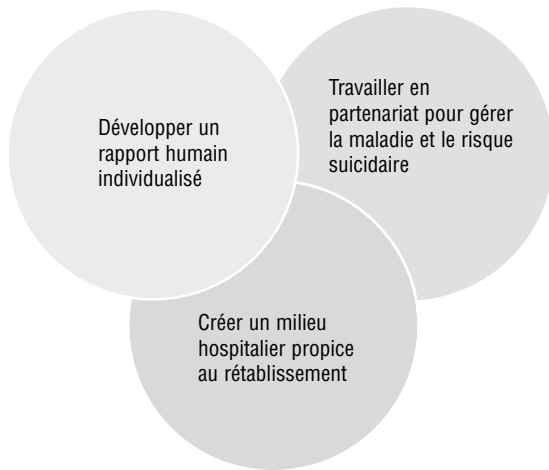 Développer un
rapport humain
individualisé
Travailler en
partenariat pour gérer
la maladie et le risque
suicidaire
Créer un milieu
hospitalier propice
au rétablissement